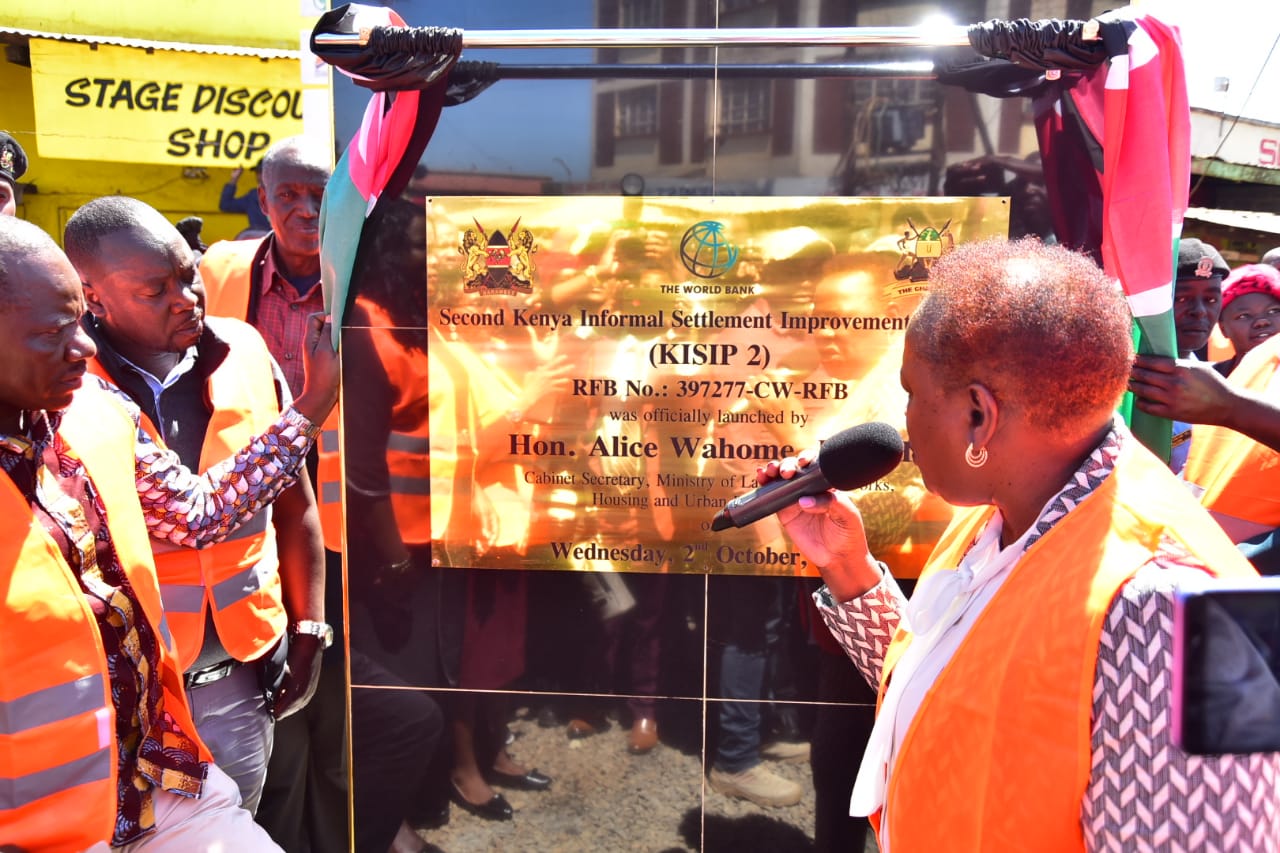 STAGE DISCOU
SHOP
THE WORLD BANK
Second Kenya Informal Settlement Improvement
(KISIP 2)
RFB No.: 397277-CW-RFB
was officially launched by
Hon. Alice Wahome,
Cabinet Secretary, Ministry of
Housing and Urban
Wednesday, 2nd October,